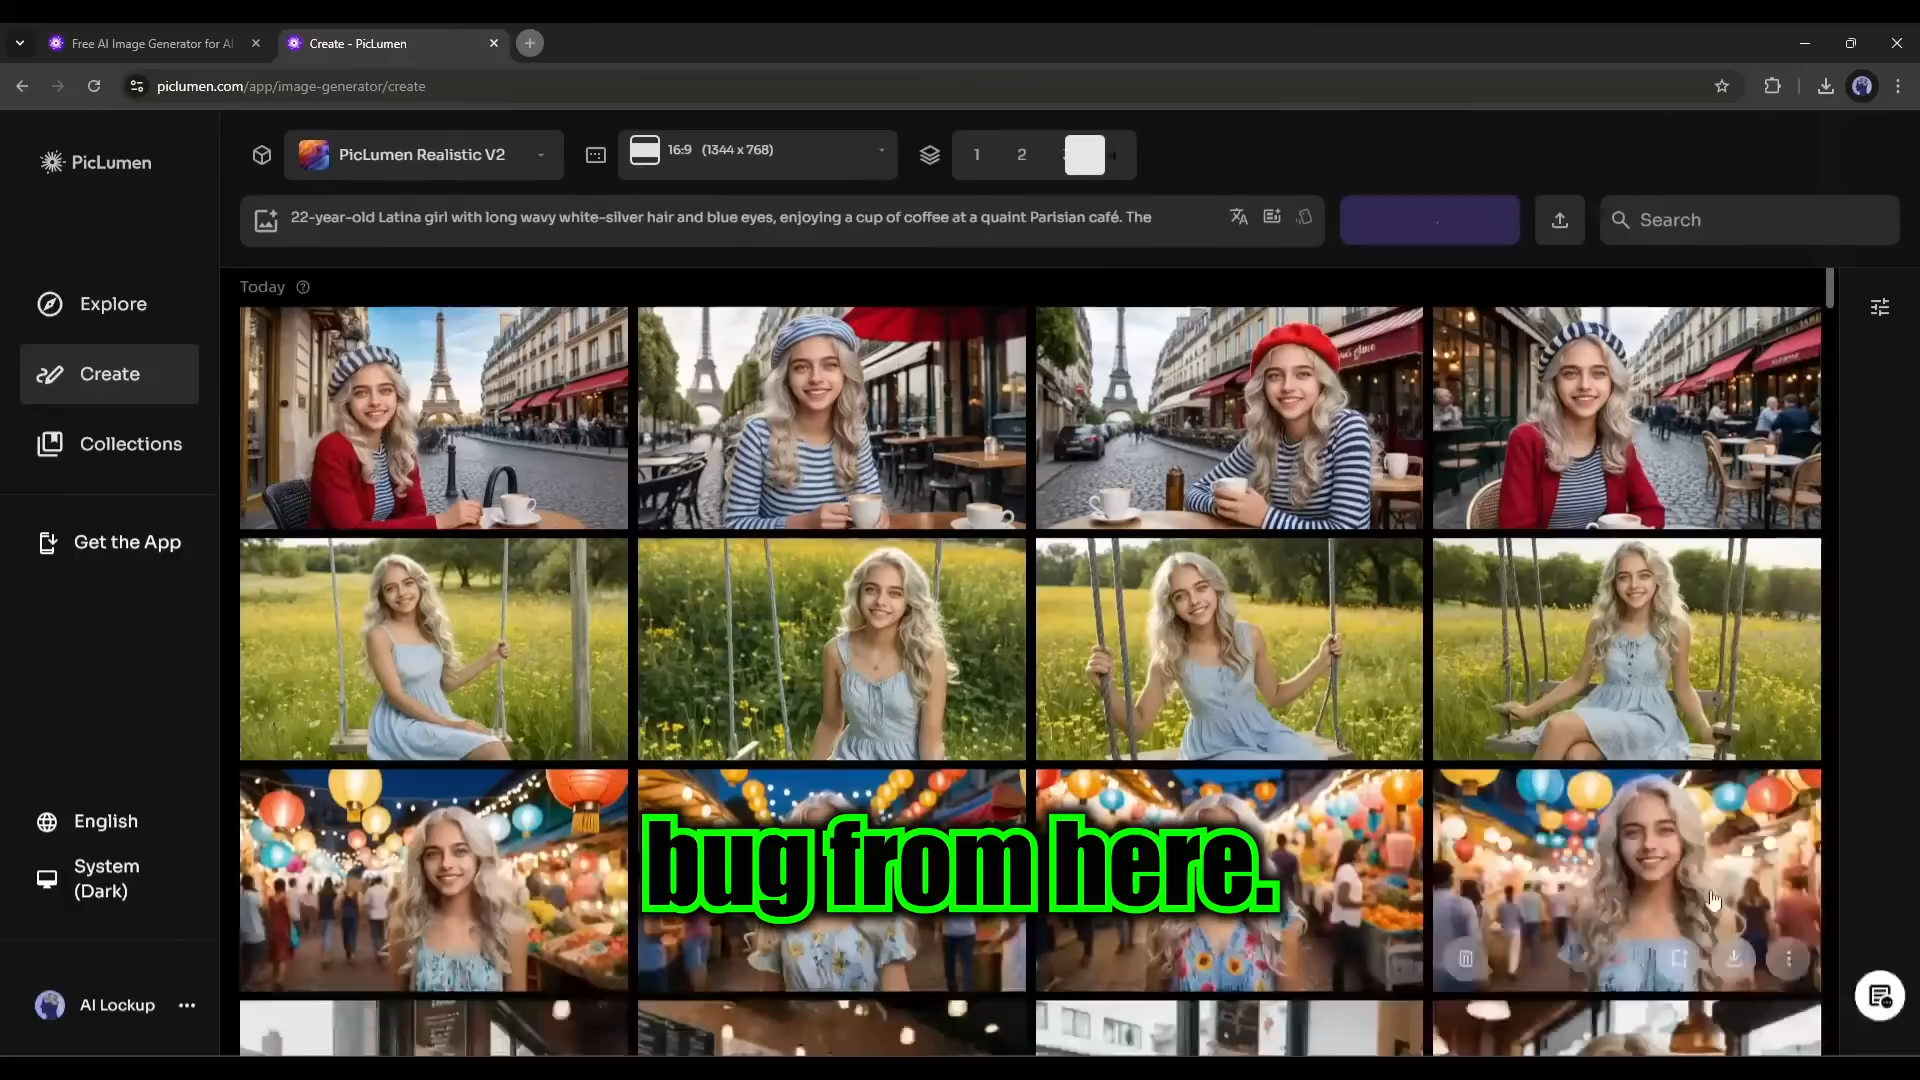 Free AI Image Generator for AI
Create - PicLumen
piclumen.com/app/image-generator/create
PicLumen
PicLumen Realistic V2
16:9 (1344 x 768)
1
2
22-year-old Latina girl with long wavy white-silver hair and blue eyes, enjoying a cup of coffee at a quaint Parisian café. The
Search
Explore
Create
Collections
Get the App
English
System
(Dark)
AI Lockup
Today
bug from here.